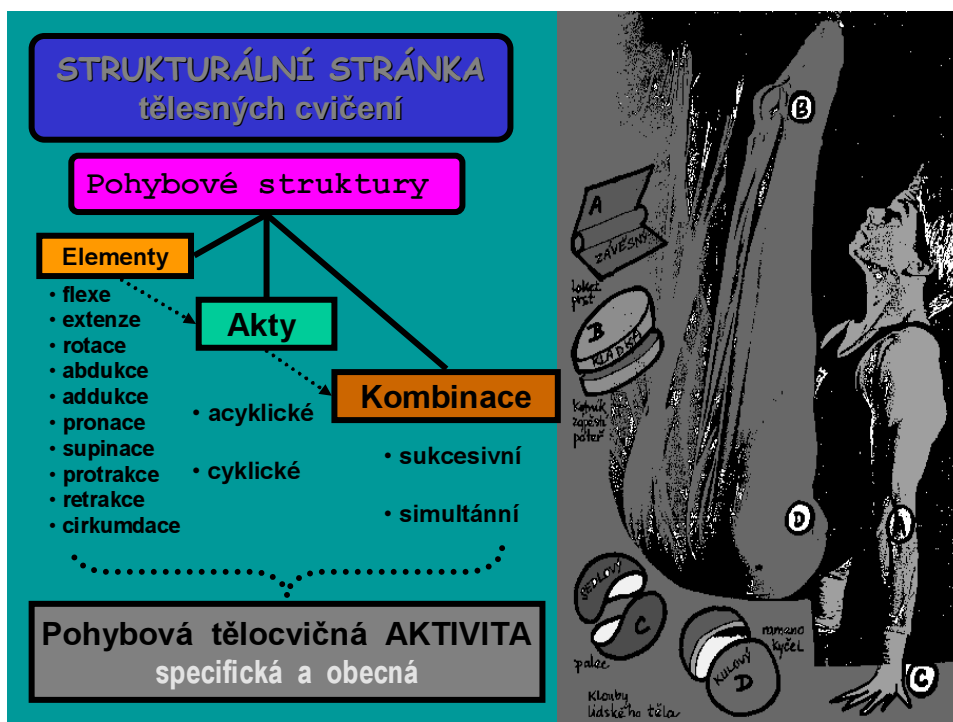 STRUKTURÁLNÍ STRÁNKA
tělesných cvičení
Pohybové struktury
Elementy
• flexe
• extenze
• rotace
• abdukce
• addukce
• pronace
• supinace
• protrakce
• retrakce
• cirkumdace
Akty
• acyklické
• cyklické
Kombinace
• sukcesivní
• simultánní
Pohybová tělocvičná AKTIVITA
specifická a obecná
B
A
ZÁVĚSNÝ
loket
prst
B
KLADKA
kotník
zápěstí
páteř
D
A
SEDLOVÝ
C
palec
KULOVÝ
D
rameno
kyčel
C
Klouby
lidského těla